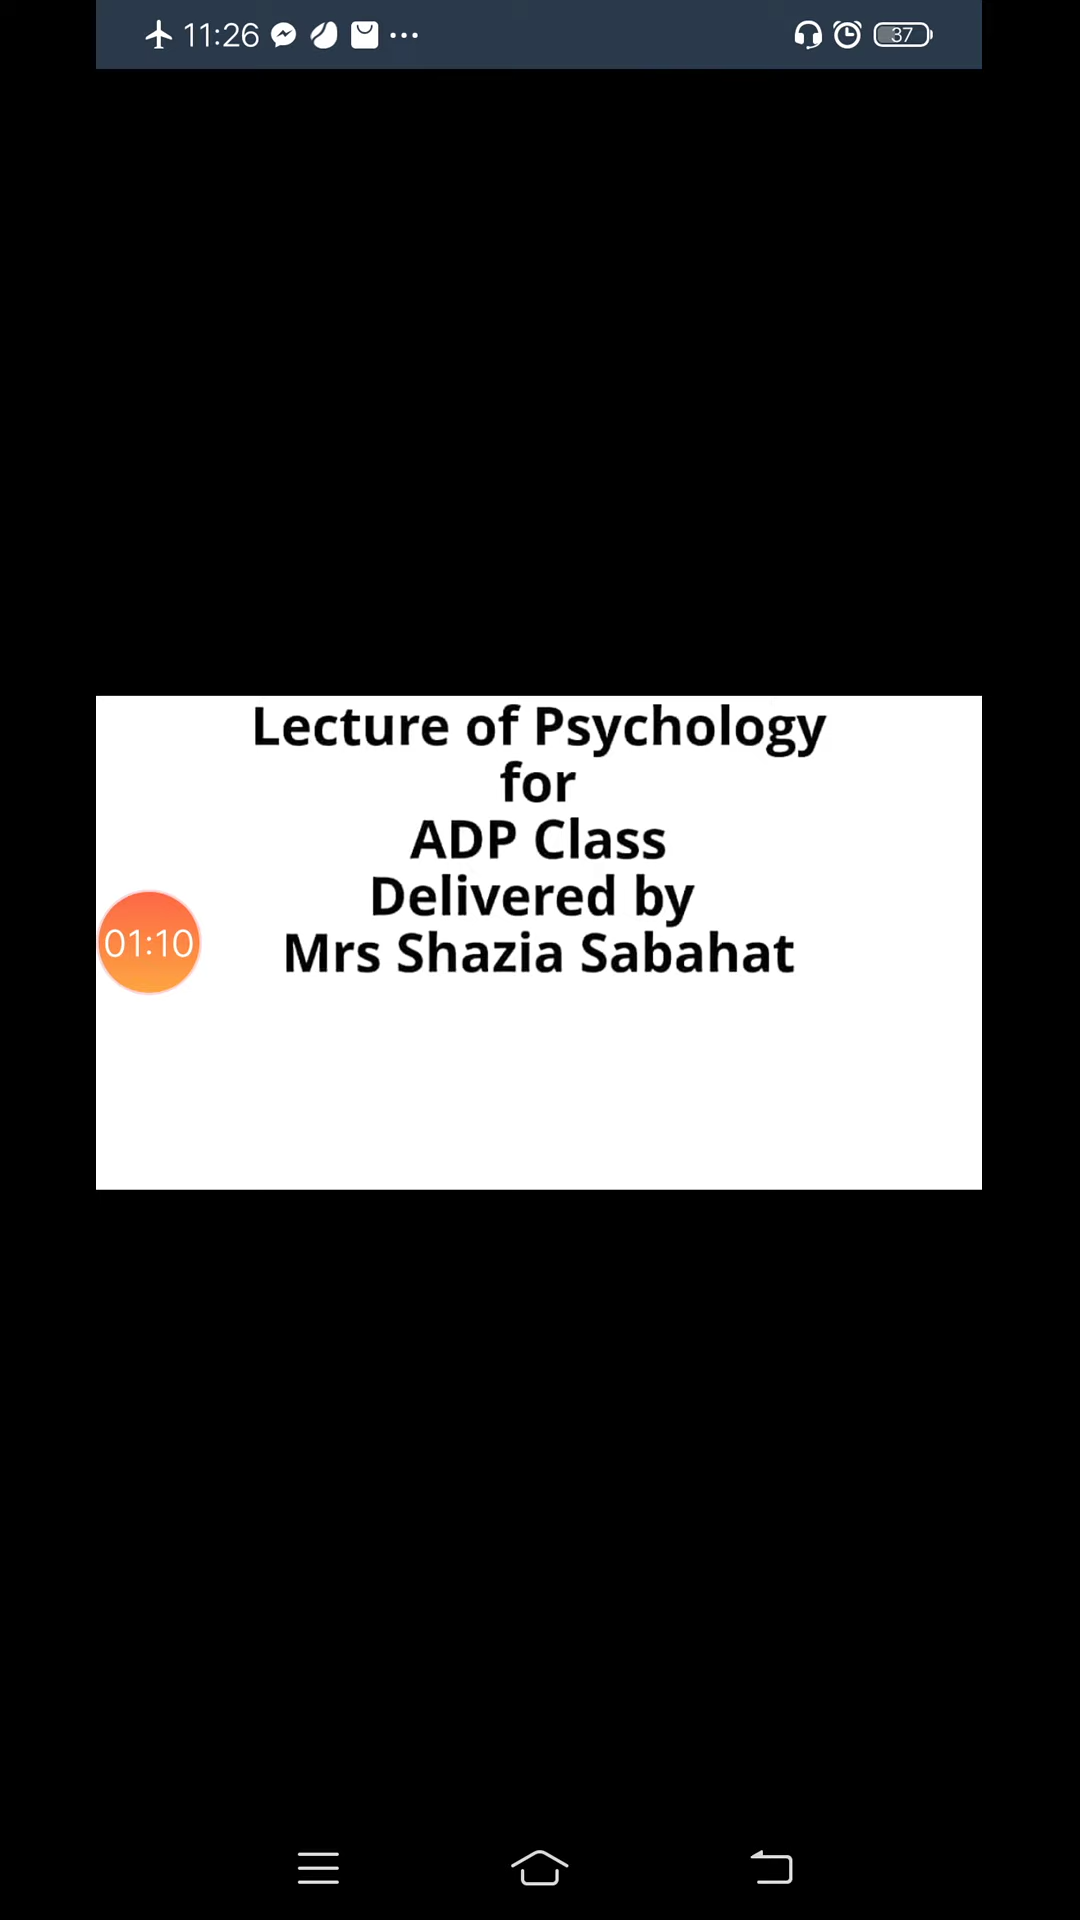 11:26
37
Lecture of Psychology
for
ADP Class
Delivered by
Mrs Shazia Sabahat
01:10